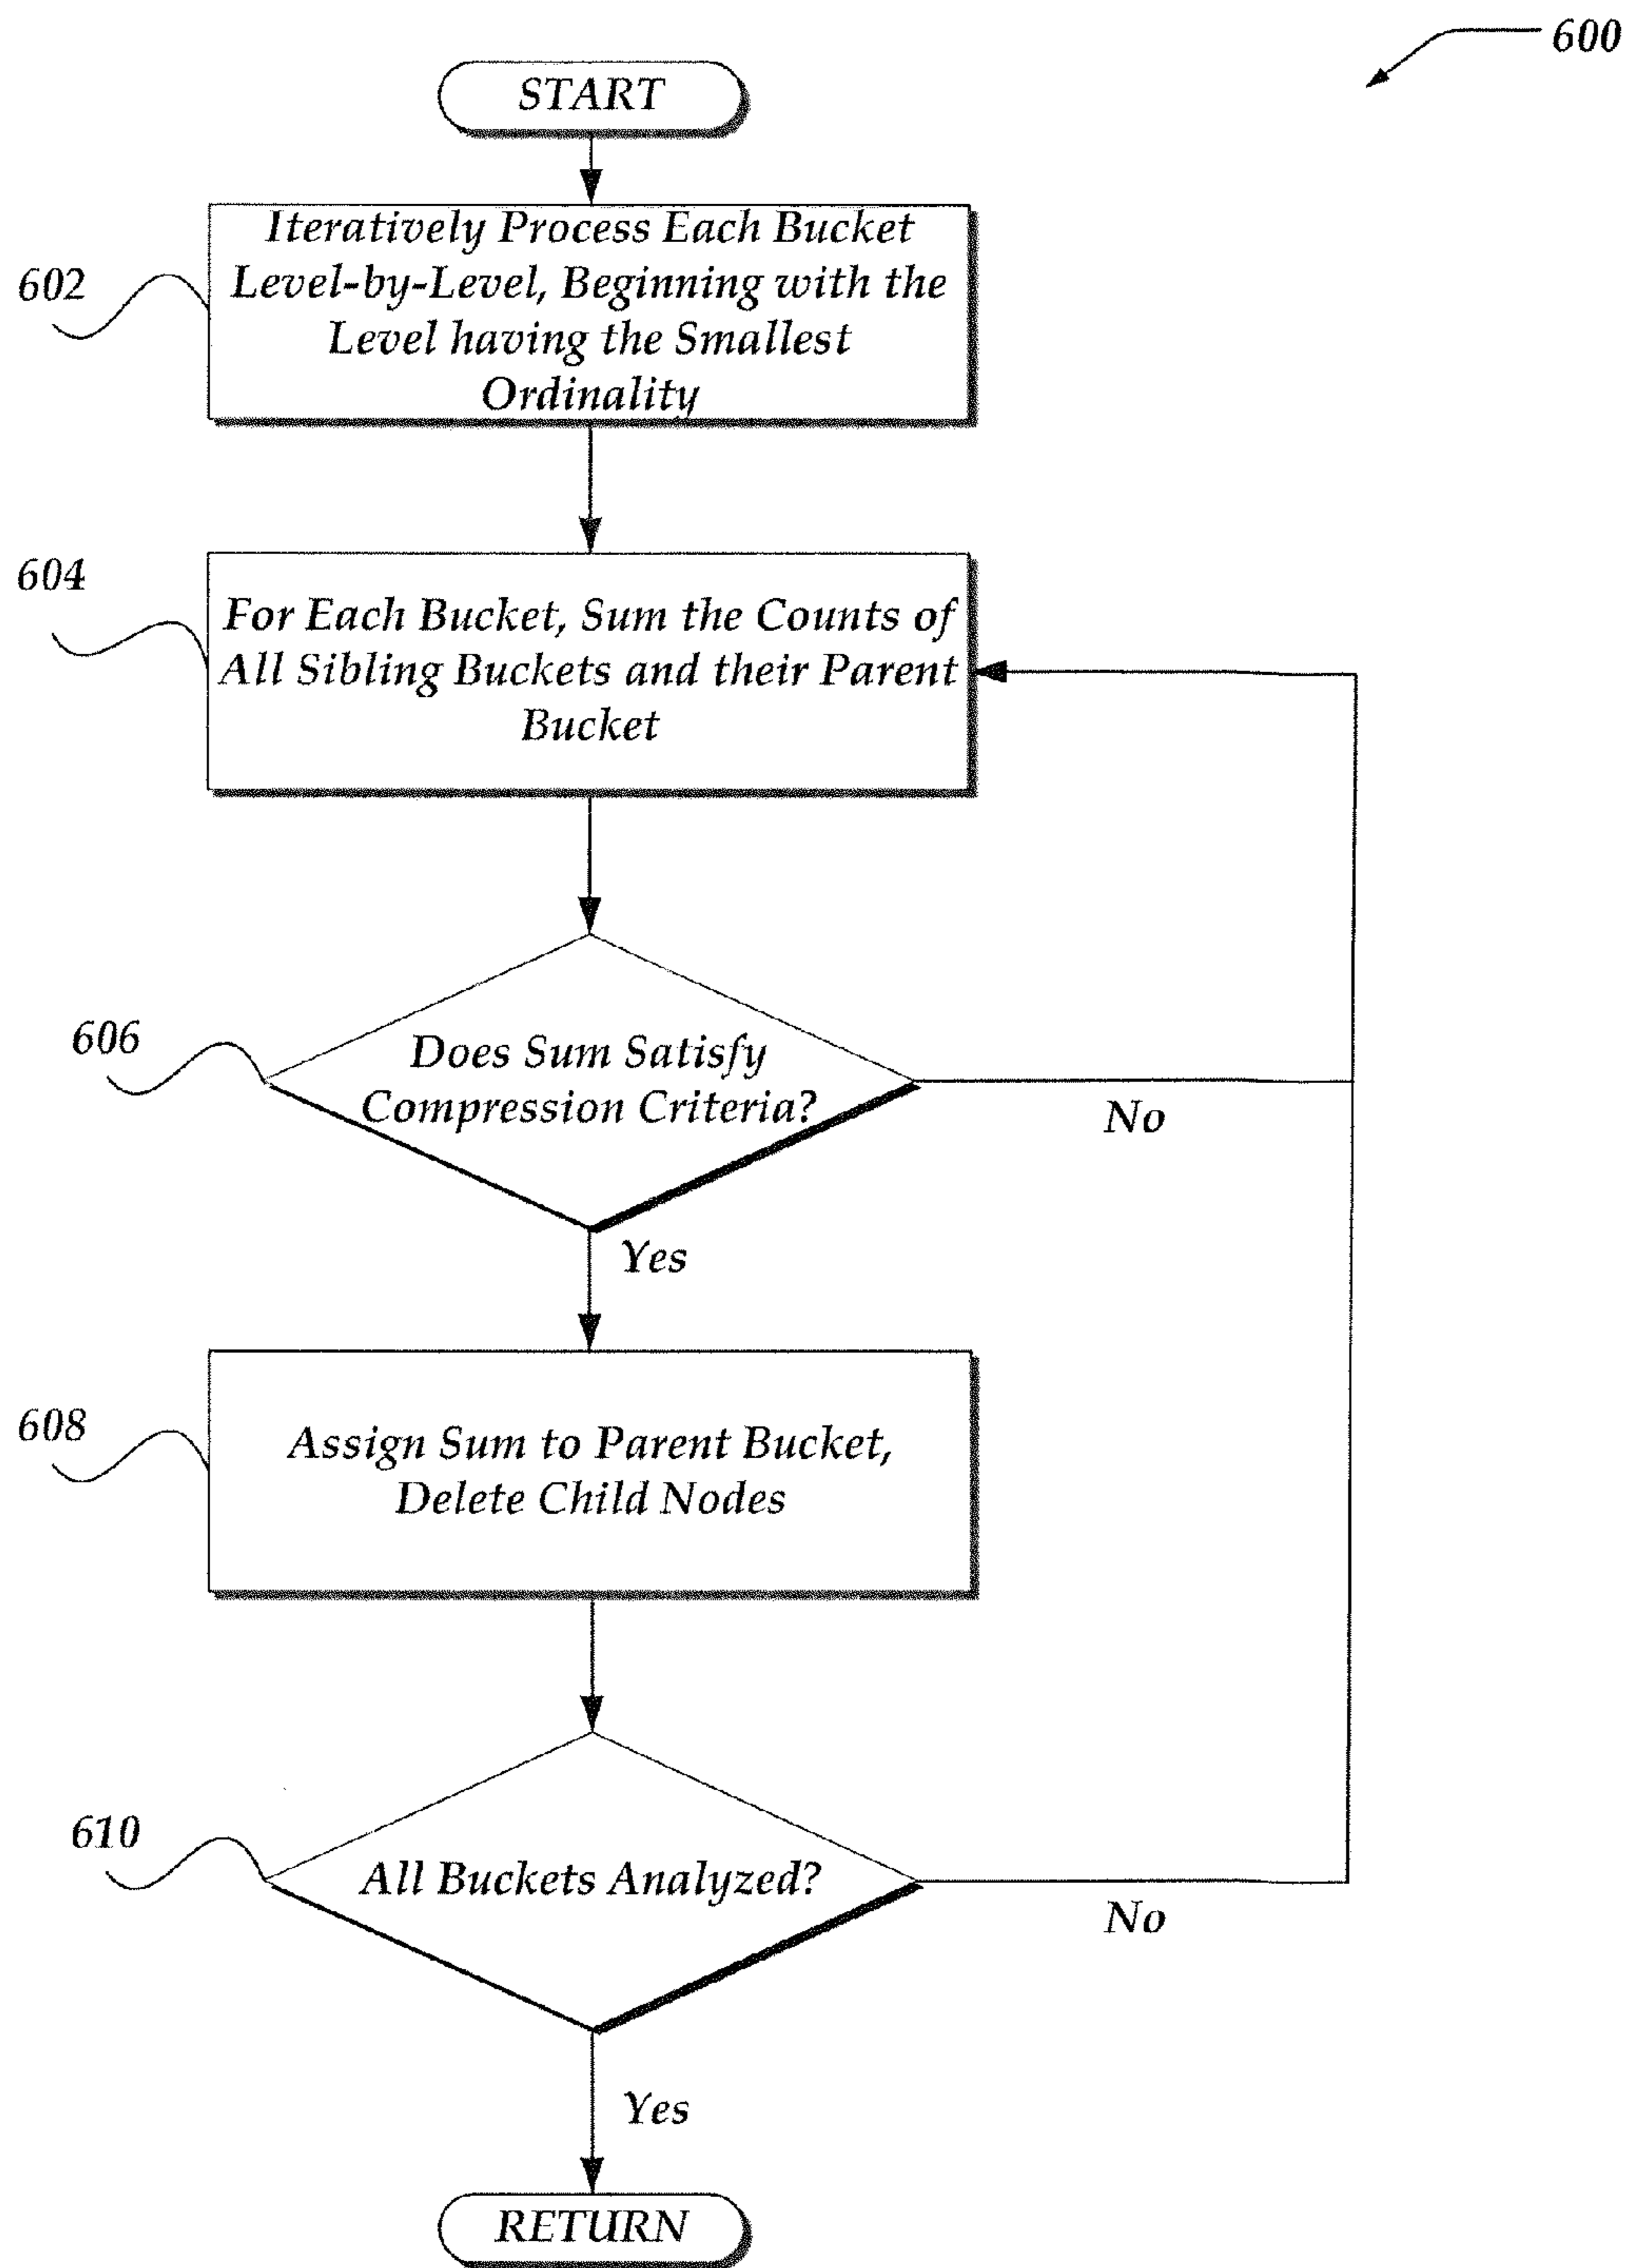 600
START
602
Iteratively Process Each Bucket
Level-by-Level, Beginning with the
Level having the Smallest
Ordinality
604
For Each Bucket, Sum the Counts of
All Sibling Buckets and their Parent
Bucket
606
Does Sum Satisfy
Compression Criteria?
No
Yes
608
Assign Sum to Parent Bucket,
Delete Child Nodes
610
All Buckets Analyzed?
No
Yes
RETURN